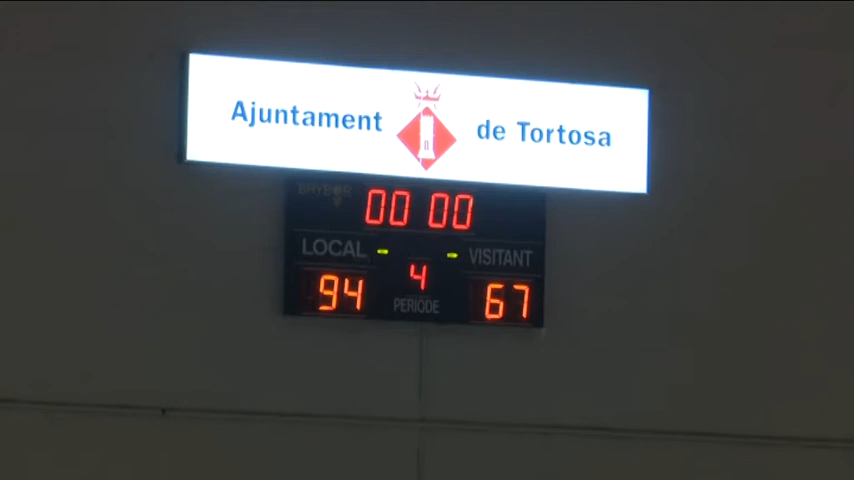 Ajuntament de Tortosa
00 00
LOCAL VISITANT
94 4 67
PERIODE